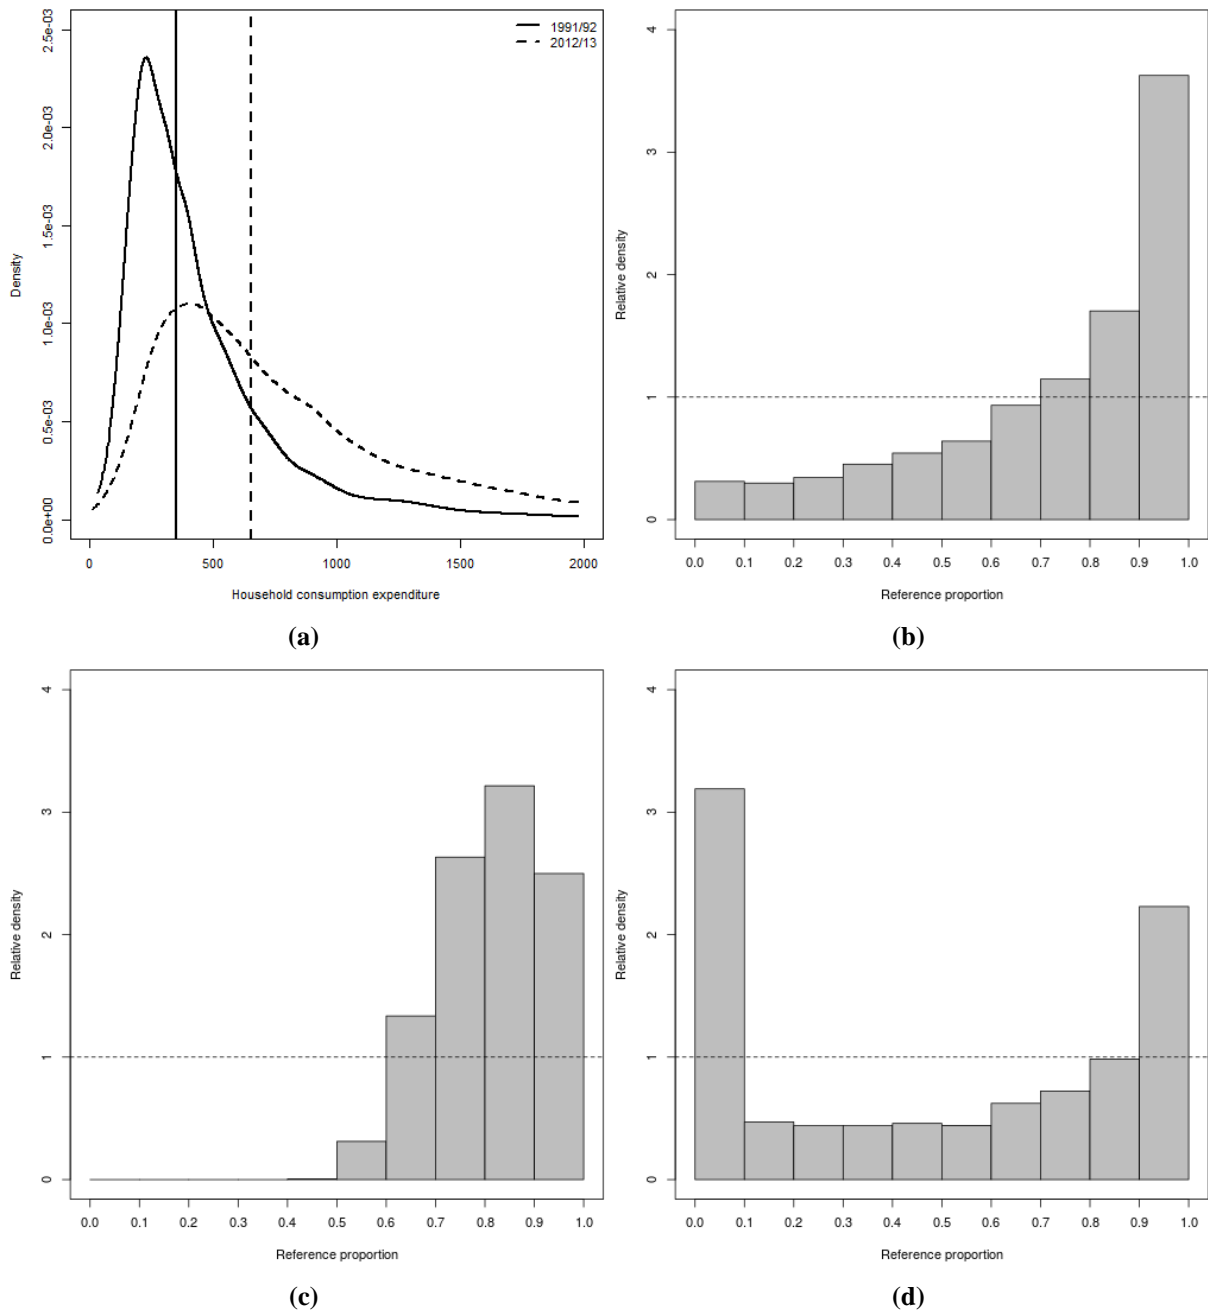 1991/92
2012/13
2.5e-03
2.0e-03
1.5e-03
1.0e-03
0.5e-03
0.0e+00
Density
0 500 1000 1500 2000
Household consumption expenditure
(a)
4
3
2
1
0
Relative density
0.0 0.1 0.2 0.3 0.4 0.5 0.6 0.7 0.8 0.9 1.0
Reference proportion
(b)
4
3
2
1
0
Relative density
0.0 0.1 0.2 0.3 0.4 0.5 0.6 0.7 0.8 0.9 1.0
Reference proportion
(c)
4
3
2
1
0
Relative density
0.0 0.1 0.2 0.3 0.4 0.5 0.6 0.7 0.8 0.9 1.0
Reference proportion
(d)